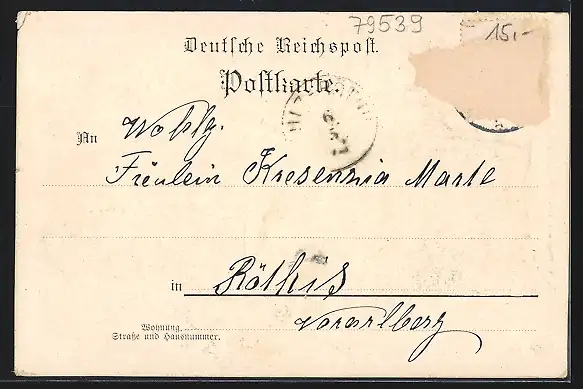 79539
15,-
Deutsche Reichspost.
Postkarte.
An Wohlg.
Fräulein Kresenzia Marte
in Röthis
Vorarlberg
Wohnung
Straße und Hausnummer.